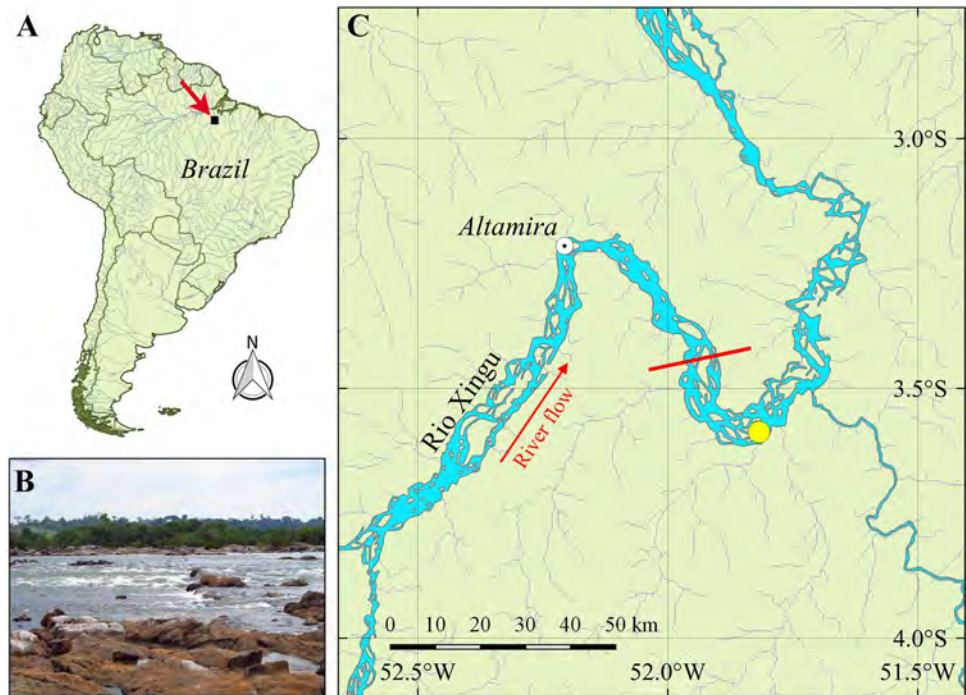 A
Brazil
N
B
C
3.0°S
Altamira
Rio Xingu
River flow
3.5°S
0 10 20 30 40 50 km
4.0°S
52.5°W 52.0°W 51.5°W